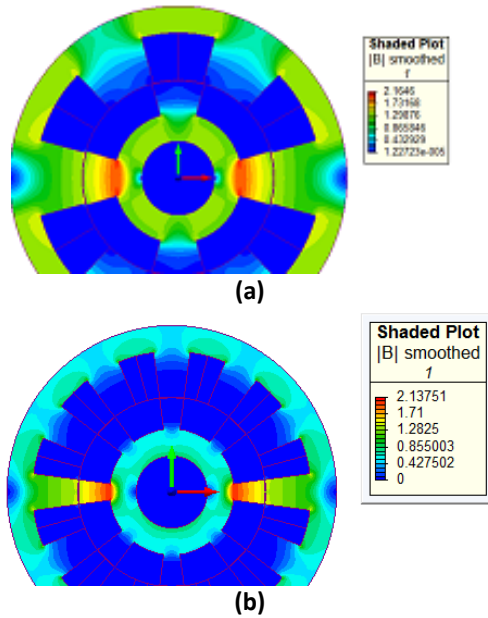 Shaded Plot
|B| smoothed
1
2.1646
1.73168
1.29876
0.865846
0.432929
1.22723e-005
(a)
Shaded Plot
|B| smoothed
1
2.13751
1.71
1.2825
0.855003
0.427502
0
(b)